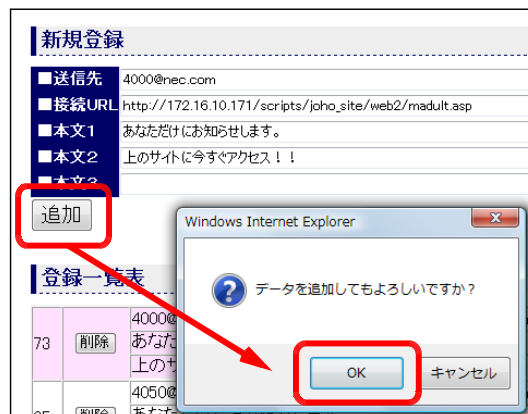 新規登録
■送信先 4000@nec.com
■接続URL http://172.16.10.171/scripts/joho_site/web2/madult.asp
■本文1 あなただけにお知らせします。
■本文2 上のサイトに今すぐアクセス！！
■本文3
追加
Windows Internet Explorer
データを追加してもよろしいですか？
OK キャンセル
登録一覧表
73 削除 4000@
あなた
上のサ
4050@